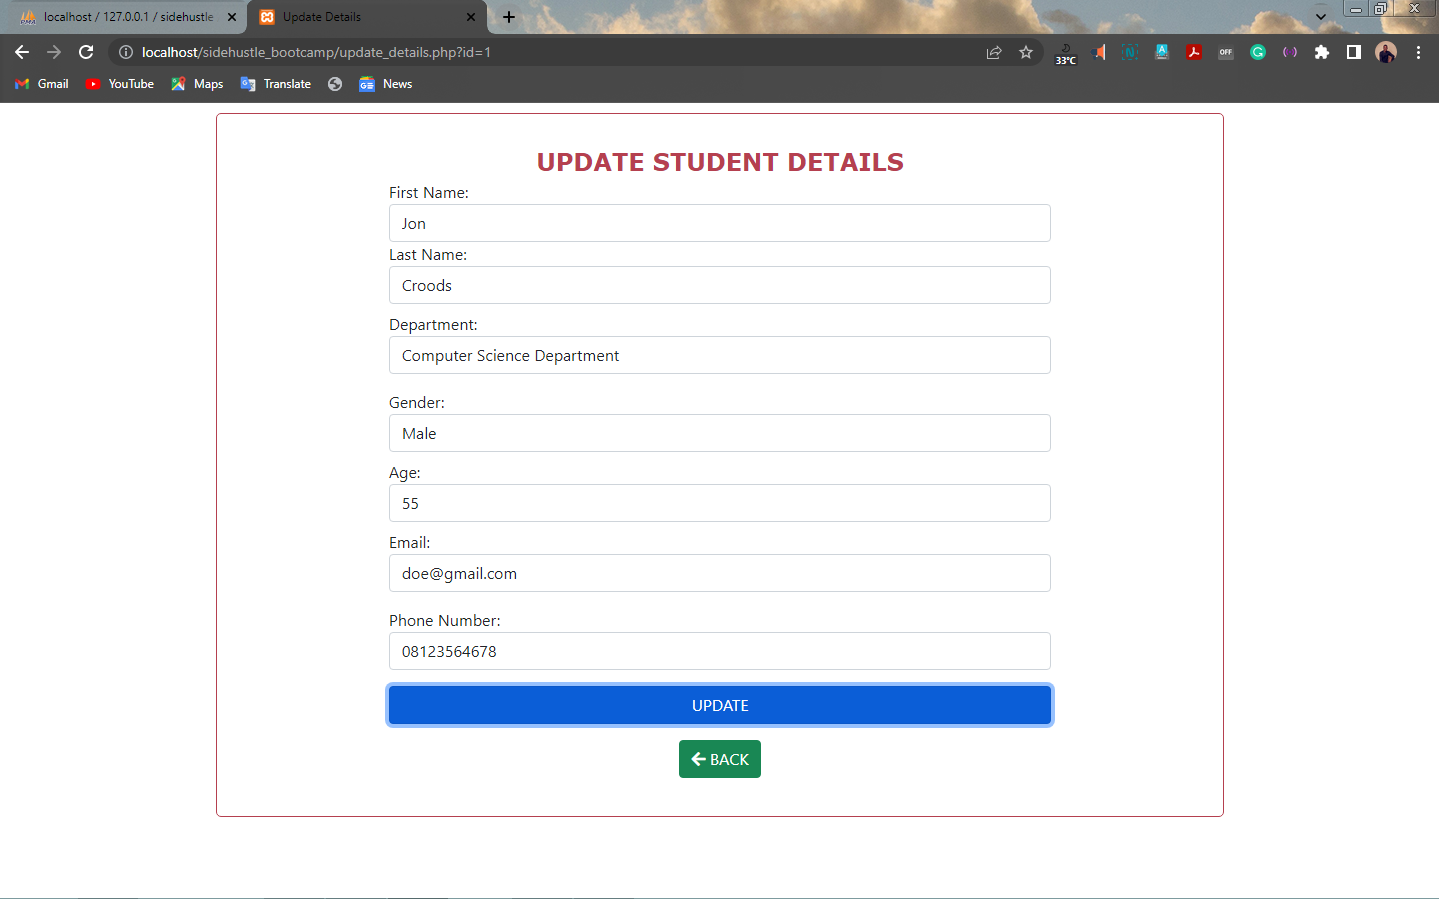 localhost / 127.0.0.1 / sidehustle
Update Details
localhost/sidehustle_bootcamp/update_details.php?id=1
33°C
OFF
Gmail
YouTube
Maps
Translate
News
UPDATE STUDENT DETAILS
First Name:
Jon
Last Name:
Croods
Department:
Computer Science Department
Gender:
Male
Age:
55
Email:
doe@gmail.com
Phone Number:
08123564678
UPDATE
BACK